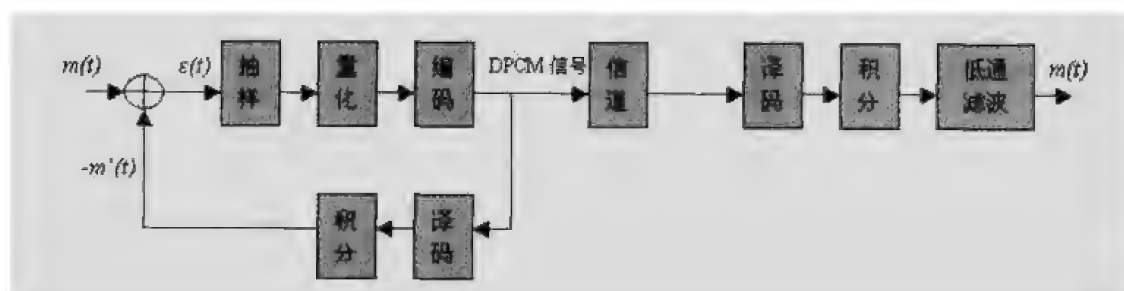 m(t)
ε(t)
抽样
量化
编码
DPCM 信号
信道
译码
积分
低通滤波
m(t)
-m'(t)
积分
译码